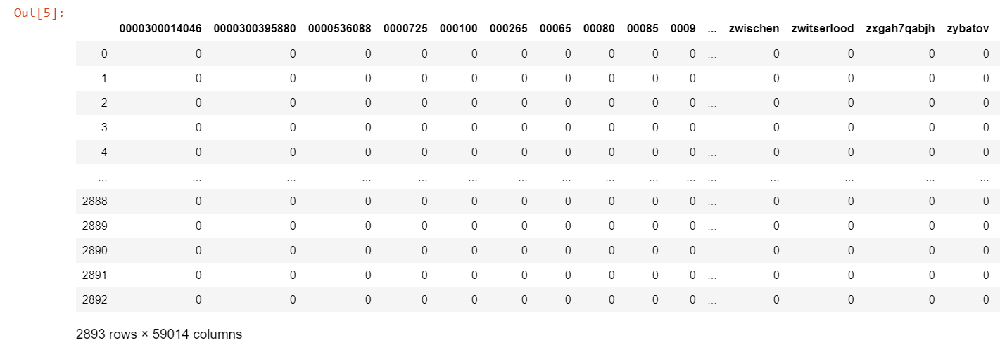 Out[5]:
0000300014046 0000300395880 0000536088 0000725 000100 000265 00065 00080 00085 0009 ... zwischen zwitserlood zxgah7qabjh zybatov
0 0 0 0 0 0 0 0 0 0 0 ... 0 0 0 0
1 0 0 0 0 0 0 0 0 0 0 ... 0 0 0 0
2 0 0 0 0 0 0 0 0 0 0 ... 0 0 0 0
3 0 0 0 0 0 0 0 0 0 0 ... 0 0 0 0
4 0 0 0 0 0 0 0 0 0 0 ... 0 0 0 0
... ... ... ... ... ... ... ... ... ... ... ... ... ... ... ...
2888 0 0 0 0 0 0 0 0 0 0 ... 0 0 0 0
2889 0 0 0 0 0 0 0 0 0 0 ... 0 0 0 0
2890 0 0 0 0 0 0 0 0 0 0 ... 0 0 0 0
2891 0 0 0 0 0 0 0 0 0 0 ... 0 0 0 0
2892 0 0 0 0 0 0 0 0 0 0 ... 0 0 0 0
2893 rows × 59014 columns